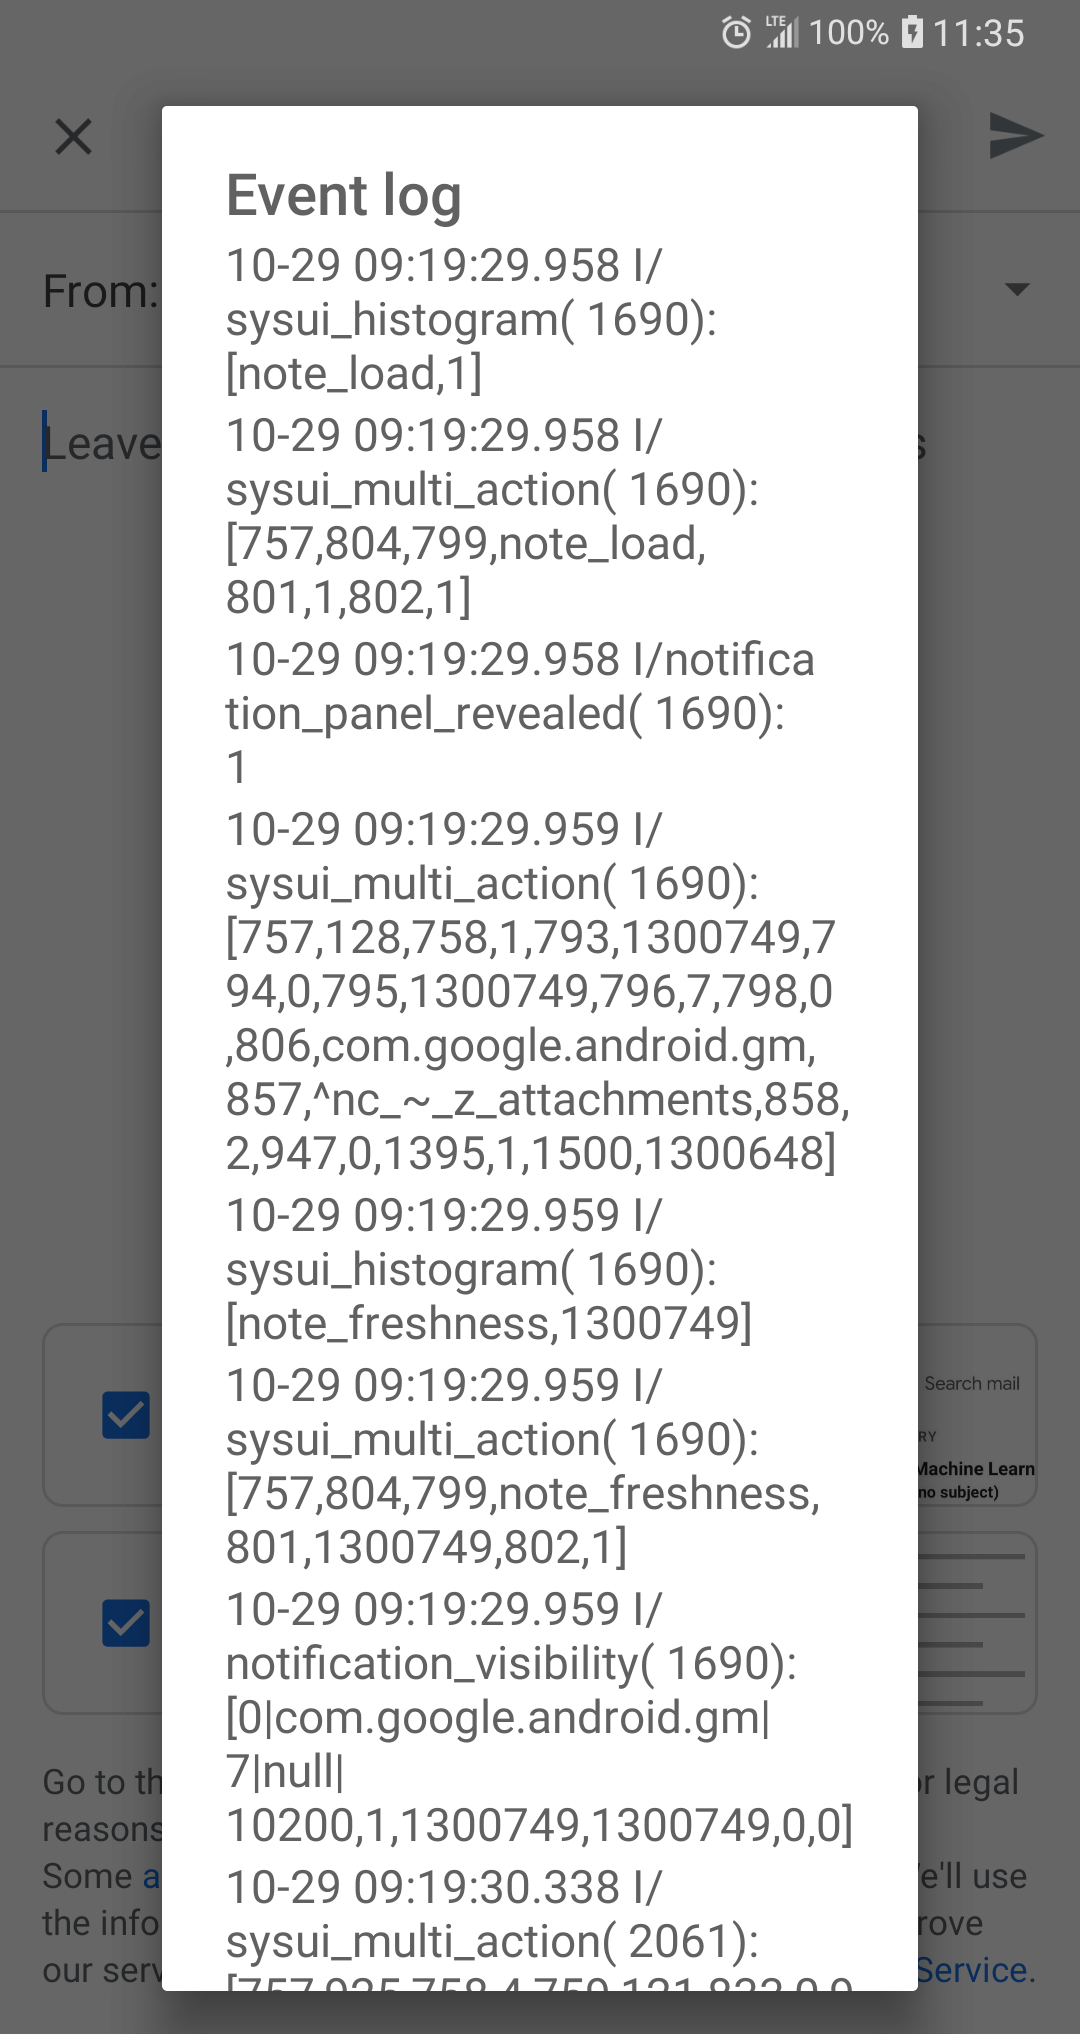 LTE 100% 11:35
Event log
From:
Leave
s
10-29 09:19:29.958 I/
sysui_histogram( 1690):
[note_load,1]
10-29 09:19:29.958 I/
sysui_multi_action( 1690):
[757,804,799,note_load,
801,1,802,1]
10-29 09:19:29.958 I/notifica
tion_panel_revealed( 1690):
1
10-29 09:19:29.959 I/
sysui_multi_action( 1690):
[757,128,758,1,793,1300749,7
94,0,795,1300749,796,7,798,0
,806,com.google.android.gm,
857,^nc_~_z_attachments,858,
2,947,0,1395,1,1500,1300648]
10-29 09:19:29.959 I/
sysui_histogram( 1690):
[note_freshness,1300749]
10-29 09:19:29.959 I/
sysui_multi_action( 1690):
[757,804,799,note_freshness,
801,1300749,802,1]
10-29 09:19:29.959 I/
notification_visibility( 1690):
[0|com.google.android.gm|
7|null|
10200,1,1300749,1300749,0,0]
10-29 09:19:30.338 I/
sysui_multi_action( 2061):
Search mail
RY
Machine Learn
no subject)
Go to th
or legal
reasons
Some a
We'll use
the info
rove
our serv
Service.